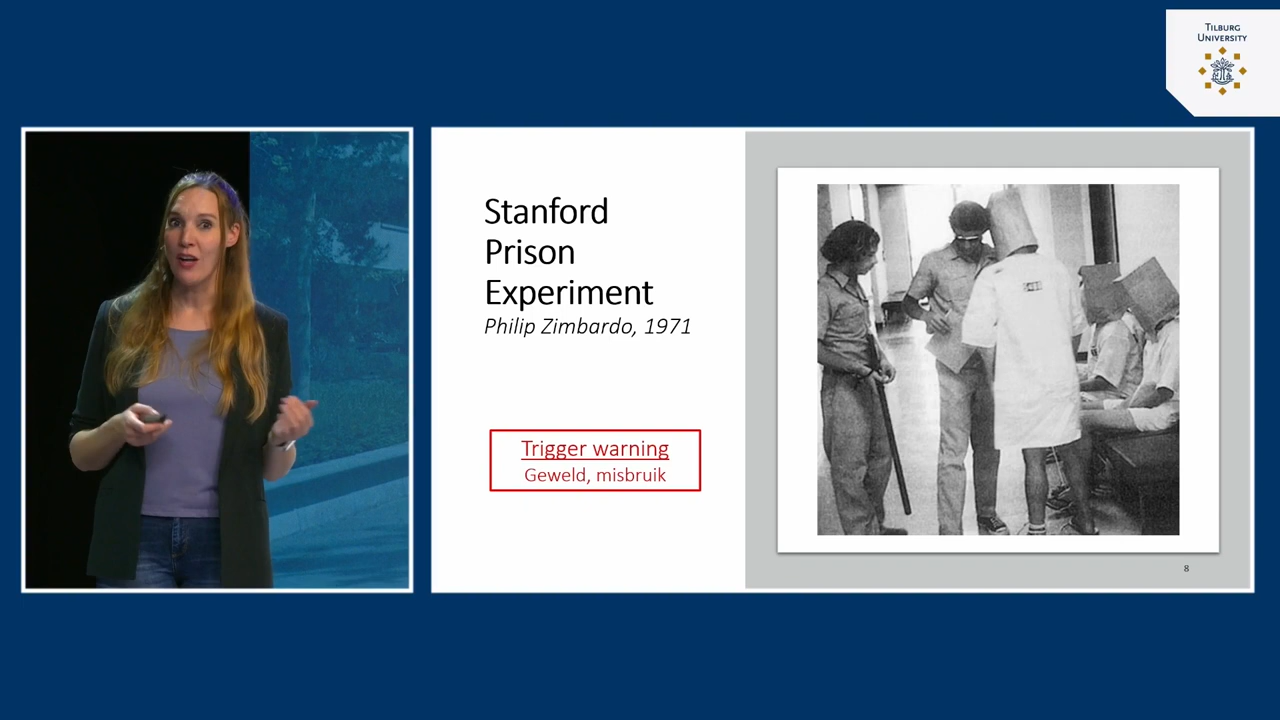 TILBURG
UNIVERSITY
Stanford
Prison
Experiment
Philip Zimbardo, 1971
Trigger warning
Geweld, misbruik
8